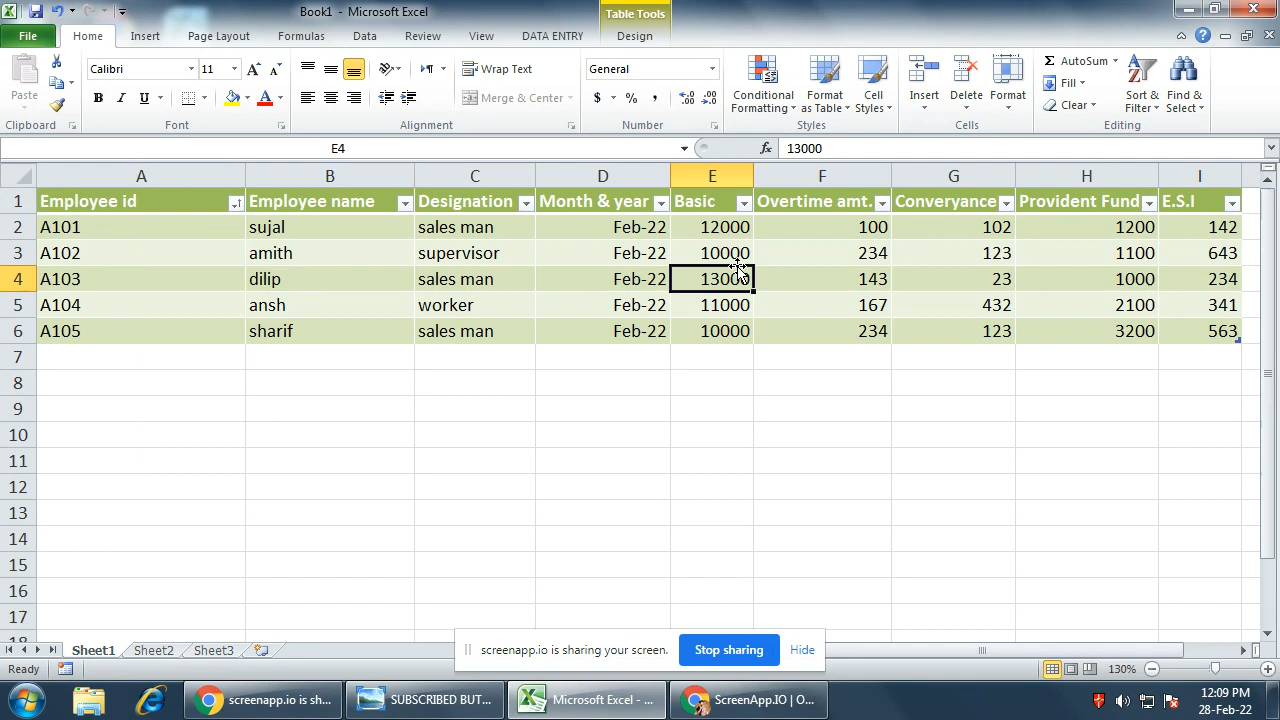 Book1 - Microsoft Excel
Table Tools
File Home Insert Page Layout Formulas Data Review View DATA ENTRY Design
Paste
Calibri 11
Wrap Text
General
Conditional Formatting
Format as Table
Cell Styles
Insert Delete Format
AutoSum
Fill
Clear
Sort & Filter
Find & Select
B I U
Merge & Center
$ % ,
Clipboard Font Alignment Number Styles Cells Editing
E4 fx 13000
A B C D E F G H I
1 Employee id Employee name Designation Month & year Basic Overtime amt. Converyance Provident Fund E.S.I
2 A101 sujal sales man Feb-22 12000 100 102 1200 142
3 A102 amith supervisor Feb-22 10000 234 123 1100 643
4 A103 dilip sales man Feb-22 13000 143 23 1000 234
5 A104 ansh worker Feb-22 11000 167 432 2100 341
6 A105 sharif sales man Feb-22 10000 234 123 3200 563
7
8
9
10
11
12
13
14
15
16
17
18
Sheet1 Sheet2 Sheet3
screenapp.io is sharing your screen. Stop sharing Hide
Ready 130%
screenapp.io is sh...
SUBSCRIBED BUT...
Microsoft Excel - ...
ScreenApp.IO | O...
12:09 PM
28-Feb-22